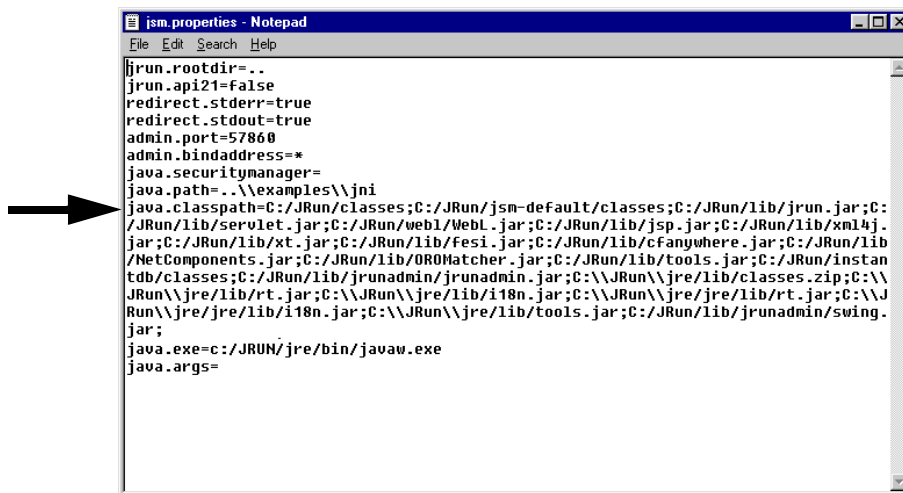 jsm.properties - Notepad
File Edit Search Help
jrun.rootdir=..
jrun.api21=false
redirect.stderr=true
redirect.stdout=true
admin.port=57860
admin.bindaddress=*
java.securitymanager=
java.path=..\\examples\\jni
java.classpath=C:/JRun/classes;C:/JRun/jsm-default/classes;C:/JRun/lib/jrun.jar;C:
/JRun/lib/servlet.jar;C:/JRun/webl/WebL.jar;C:/JRun/lib/jsp.jar;C:/JRun/lib/xml4j.
jar;C:/JRun/lib/xt.jar;C:/JRun/lib/fesi.jar;C:/JRun/lib/cfanywhere.jar;C:/JRun/lib
/NetComponents.jar;C:/JRun/lib/OROMatcher.jar;C:/JRun/lib/tools.jar;C:/JRun/instan
tdb/classes;C:/JRun/lib/jrunadmin/jrunadmin.jar;C:\\JRun\\jre/lib/classes.zip;C:\\
JRun\\jre/lib/rt.jar;C:\\JRun\\jre/lib/i18n.jar;C:\\JRun\\jre/jre/lib/rt.jar;C:\\J
Run\\jre/jre/lib/i18n.jar;C:\\JRun\\jre/lib/tools.jar;C:/JRun/lib/jrunadmin/swing.
jar;
java.exe=c:/JRUN/jre/bin/javaw.exe
java.args=